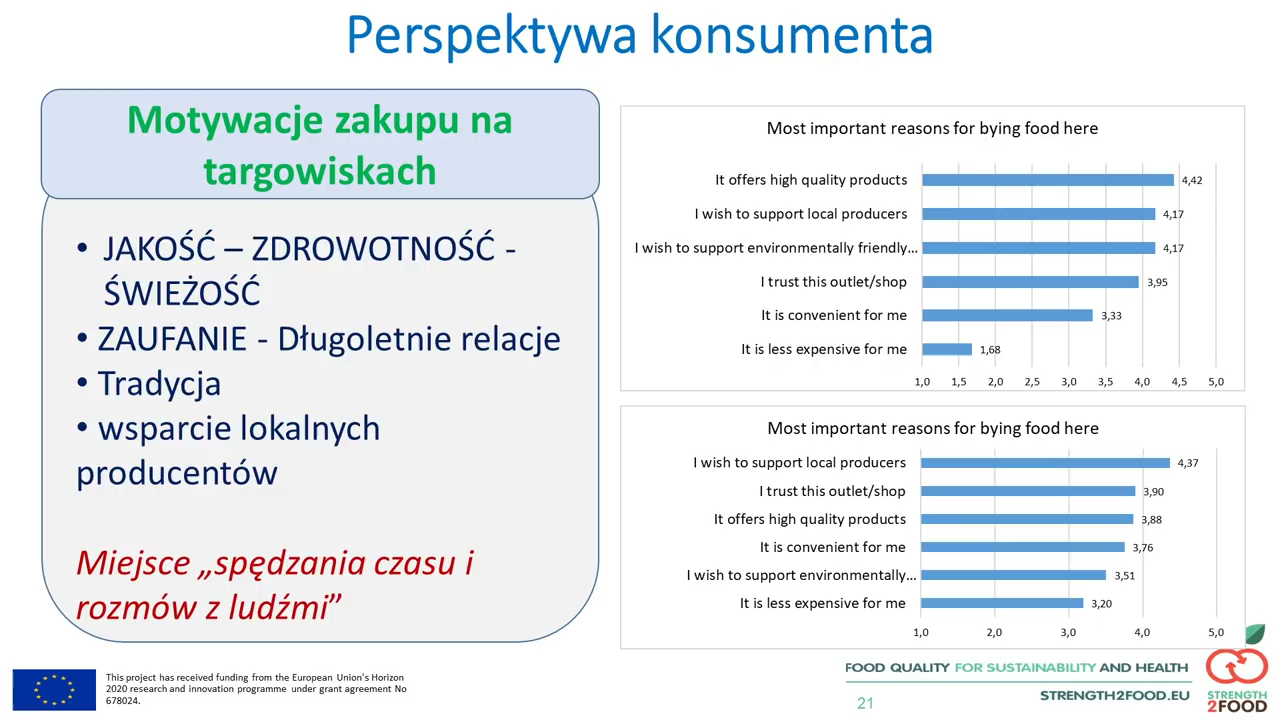 Perspektywa konsumenta
Motywacje zakupu na
targowiskach
• JAKOŚĆ – ZDROWOTNOŚĆ -
ŚWIEŻOŚĆ
• ZAUFANIE - Długoletnie relacje
• Tradycja
• wsparcie lokalnych
producentów
Miejsce „spędzania czasu i
rozmów z ludźmi”
Most important reasons for bying food here
It offers high quality products 4,42
I wish to support local producers 4,17
I wish to support environmentally friendly... 4,17
I trust this outlet/shop 3,95
It is convenient for me 3,33
It is less expensive for me 1,68
1,0 1,5 2,0 2,5 3,0 3,5 4,0 4,5 5,0
Most important reasons for bying food here
I wish to support local producers 4,37
I trust this outlet/shop 3,90
It offers high quality products 3,88
It is convenient for me 3,76
I wish to support environmentally... 3,51
It is less expensive for me 3,20
1,0 2,0 3,0 4,0 5,0
This project has received funding from the European Union's Horizon
2020 research and innovation programme under grant agreement No
678024.
FOOD QUALITY FOR SUSTAINABILITY AND HEALTH
STRENGTH2FOOD.EU
21
STRENGTH
2FOOD